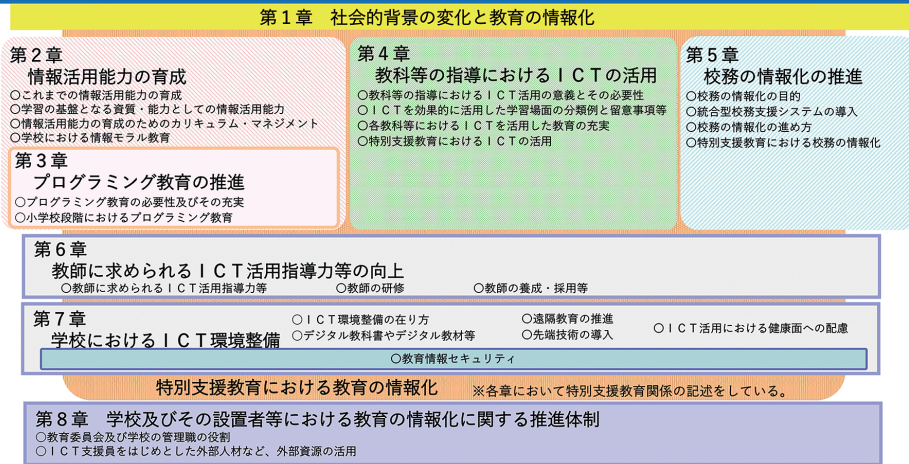 第１章　社会的背景の変化と教育の情報化
第２章
情報活用能力の育成
○これまでの情報活用能力の育成
○学習の基盤となる資質・能力としての情報活用能力
○情報活用能力の育成のためのカリキュラム・マネジメント
○学校における情報モラル教育
第３章
プログラミング教育の推進
○プログラミング教育の必要性及びその充実
○小学校段階におけるプログラミング教育
第４章
教科等の指導におけるＩＣＴの活用
○教科等の指導におけるＩＣＴ活用の意義とその必要性
○ＩＣＴを効果的に活用した学習場面の分類例と留意事項等
○各教科等におけるＩＣＴを活用した教育の充実
○特別支援教育におけるＩＣＴの活用
第５章
校務の情報化の推進
○校務の情報化の目的
○統合型校務支援システムの導入
○校務の情報化の進め方
○特別支援教育における校務の情報化
第６章
教師に求められるＩＣＴ活用指導力等の向上
○教師に求められるＩＣＴ活用指導力等　○教師の研修　○教師の養成・採用等
第７章
学校におけるＩＣＴ環境整備
○ＩＣＴ環境整備の在り方
○デジタル教科書やデジタル教材等
○遠隔教育の推進
○先端技術の導入
○ＩＣＴ活用における健康面への配慮
○教育情報セキュリティ
特別支援教育における教育の情報化　※各章において特別支援教育関係の記述をしている。
第８章　学校及びその設置者等における教育の情報化に関する推進体制
○教育委員会及び学校の管理職の役割
○ＩＣＴ支援員をはじめとした外部人材など、外部資源の活用